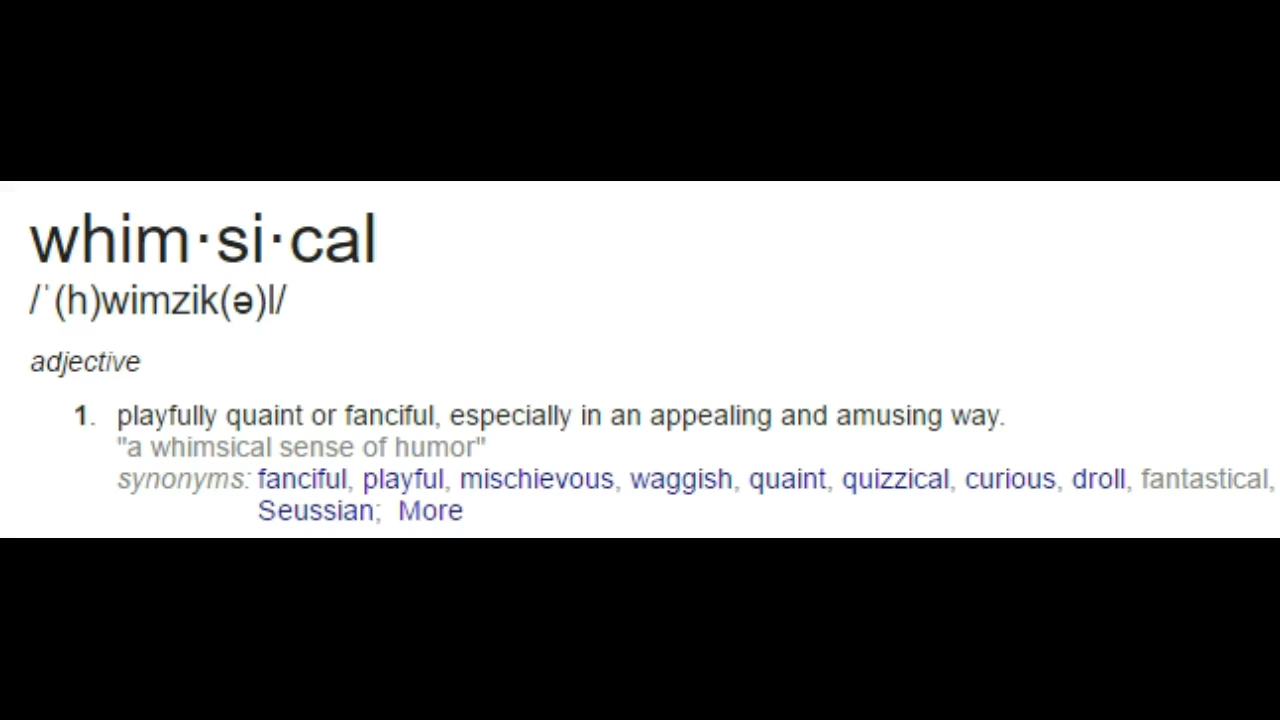 whim·si·cal
/ˈ(h)wimzik(ə)l/
adjective
1. playfully quaint or fanciful, especially in an appealing and amusing way.
"a whimsical sense of humor"
synonyms: fanciful, playful, mischievous, waggish, quaint, quizzical, curious, droll, fantastical,
Seussian; More